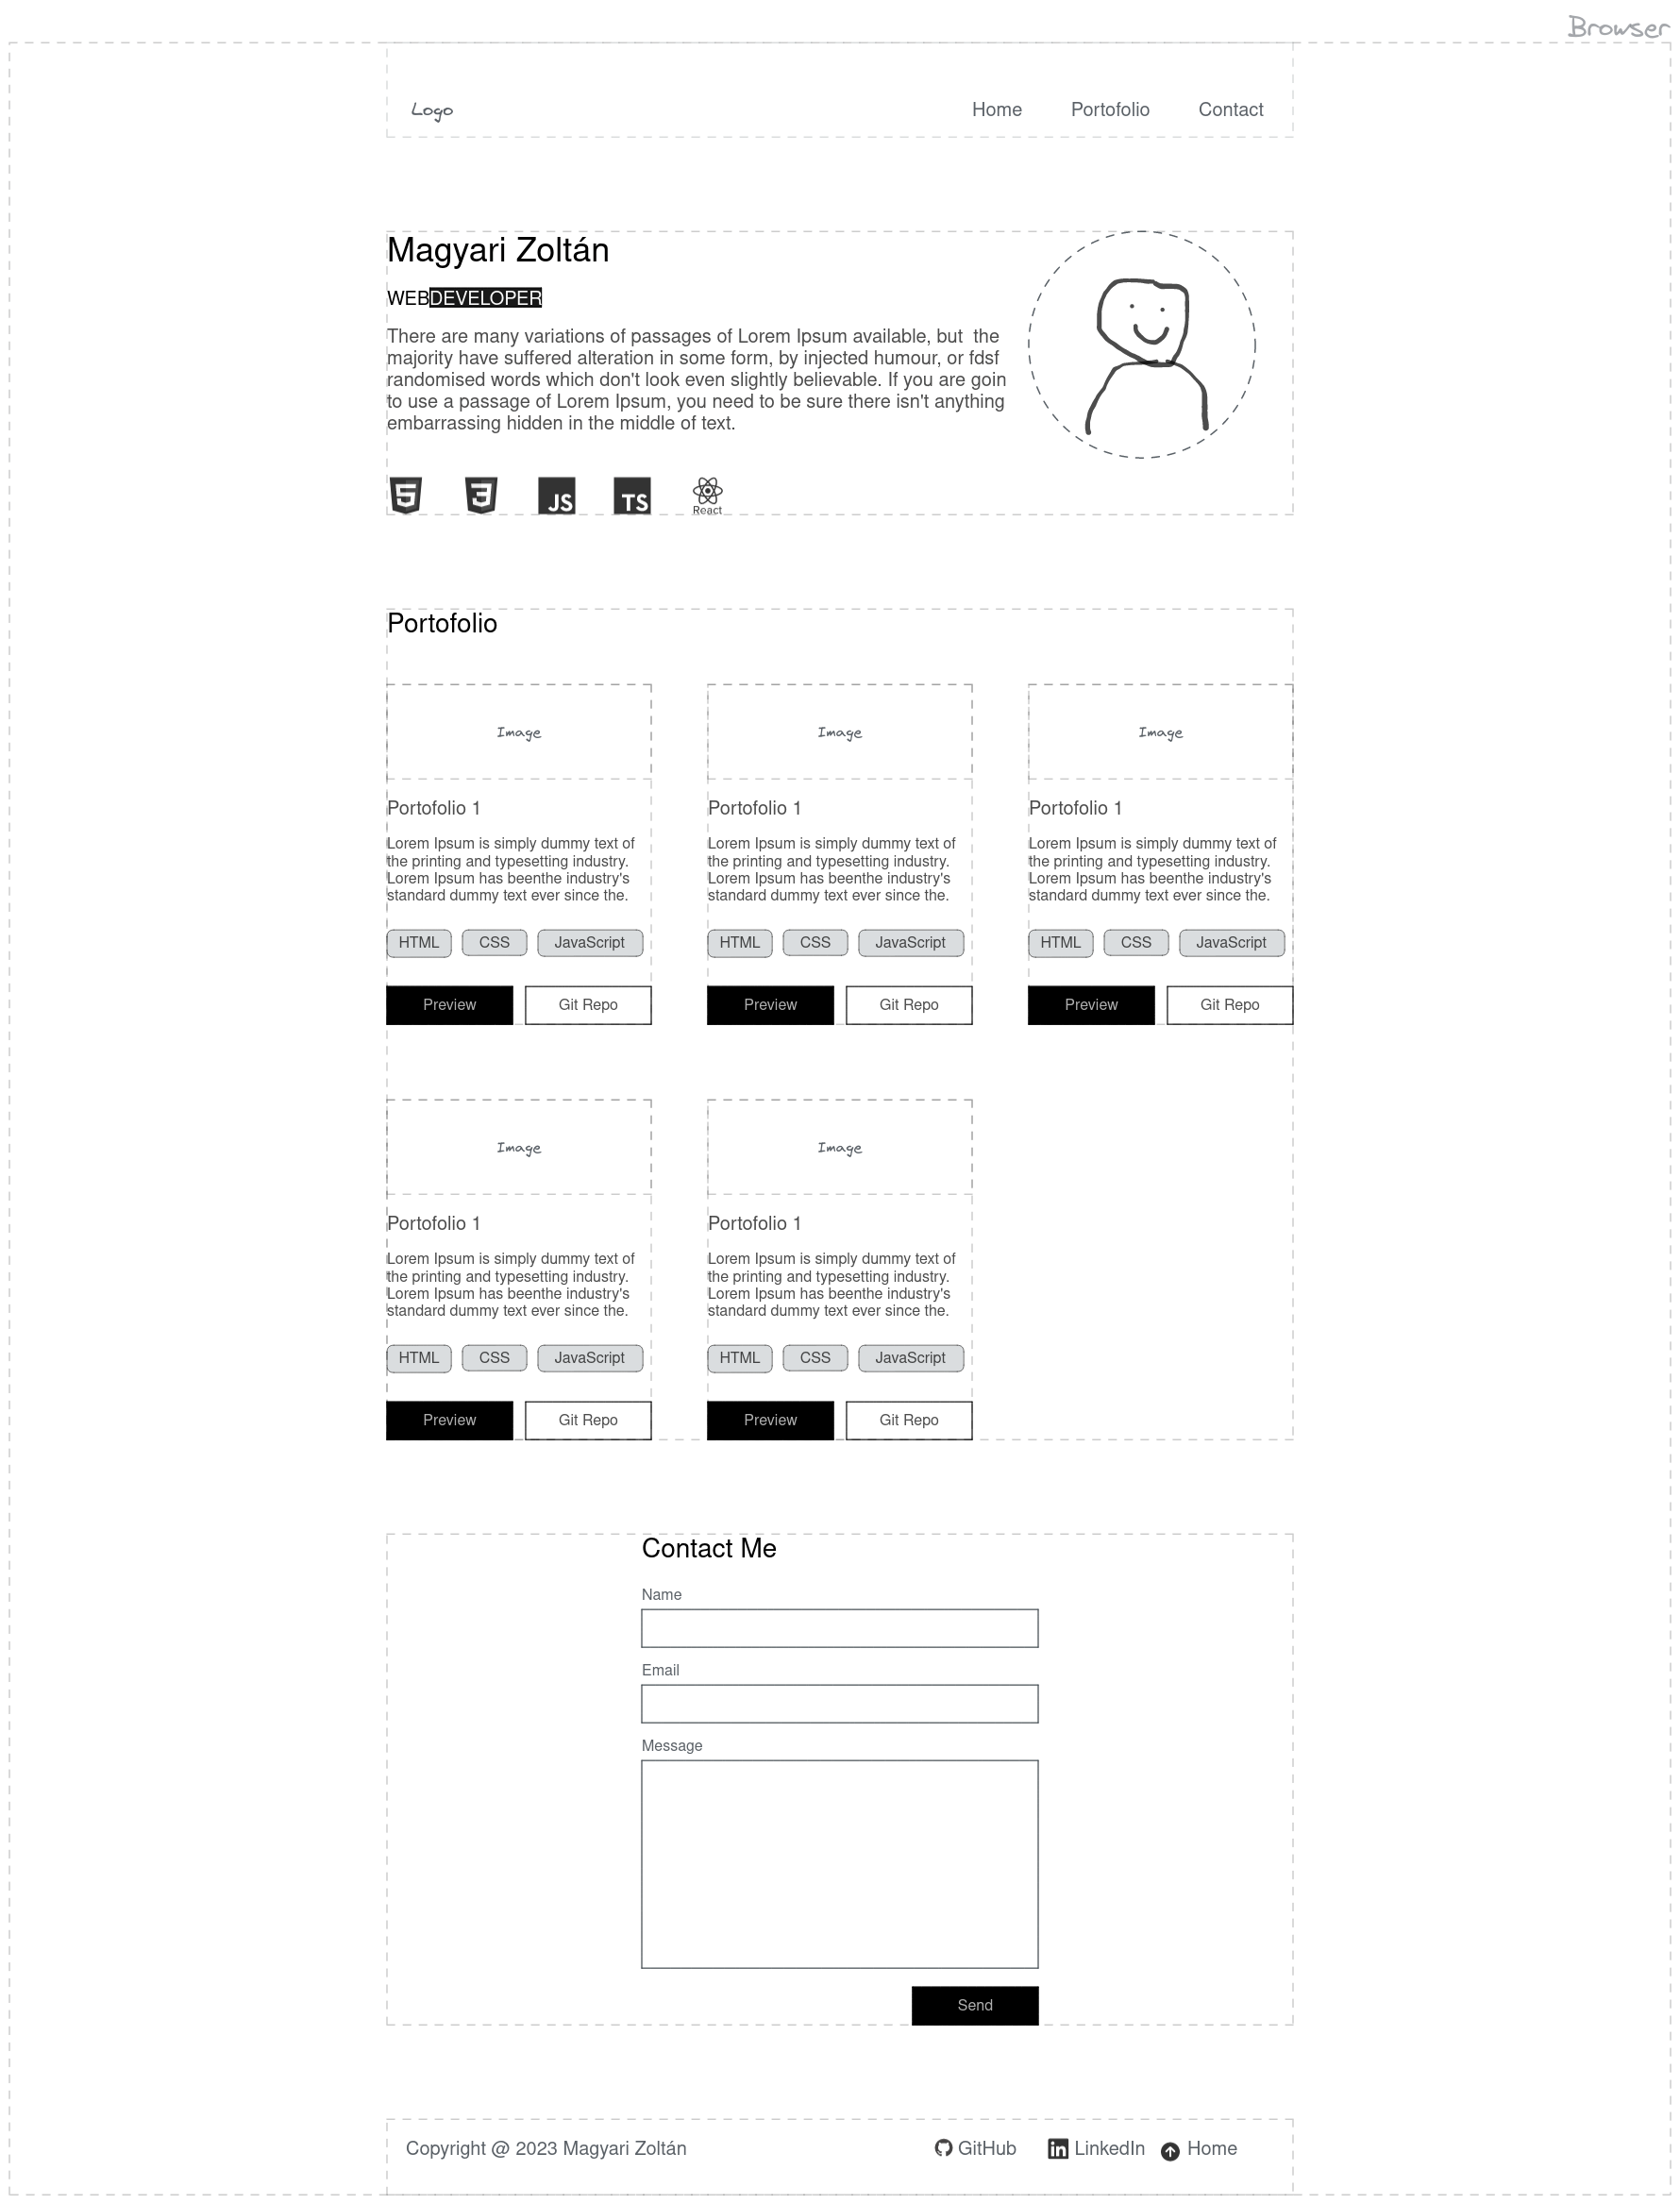 Browser
Logo
Home
Portofolio
Contact
Magyari Zoltán
WEBDEVELOPER
There are many variations of passages of Lorem Ipsum available, but  the
majority have suffered alteration in some form, by injected humour, or fdsf
randomised words which don't look even slightly believable. If you are goin
to use a passage of Lorem Ipsum, you need to be sure there isn't anything
embarrassing hidden in the middle of text.
5
3
JS
TS
React
Portofolio
Image
Portofolio 1
Lorem Ipsum is simply dummy text of
the printing and typesetting industry.
Lorem Ipsum has beenthe industry's
standard dummy text ever since the.
HTML
CSS
JavaScript
Preview
Git Repo
Image
Portofolio 1
Lorem Ipsum is simply dummy text of
the printing and typesetting industry.
Lorem Ipsum has beenthe industry's
standard dummy text ever since the.
HTML
CSS
JavaScript
Preview
Git Repo
Image
Portofolio 1
Lorem Ipsum is simply dummy text of
the printing and typesetting industry.
Lorem Ipsum has beenthe industry's
standard dummy text ever since the.
HTML
CSS
JavaScript
Preview
Git Repo
Image
Portofolio 1
Lorem Ipsum is simply dummy text of
the printing and typesetting industry.
Lorem Ipsum has beenthe industry's
standard dummy text ever since the.
HTML
CSS
JavaScript
Preview
Git Repo
Image
Portofolio 1
Lorem Ipsum is simply dummy text of
the printing and typesetting industry.
Lorem Ipsum has beenthe industry's
standard dummy text ever since the.
HTML
CSS
JavaScript
Preview
Git Repo
Contact Me
Name
Email
Message
Send
Copyright @ 2023 Magyari Zoltán
GitHub
in LinkedIn
Home